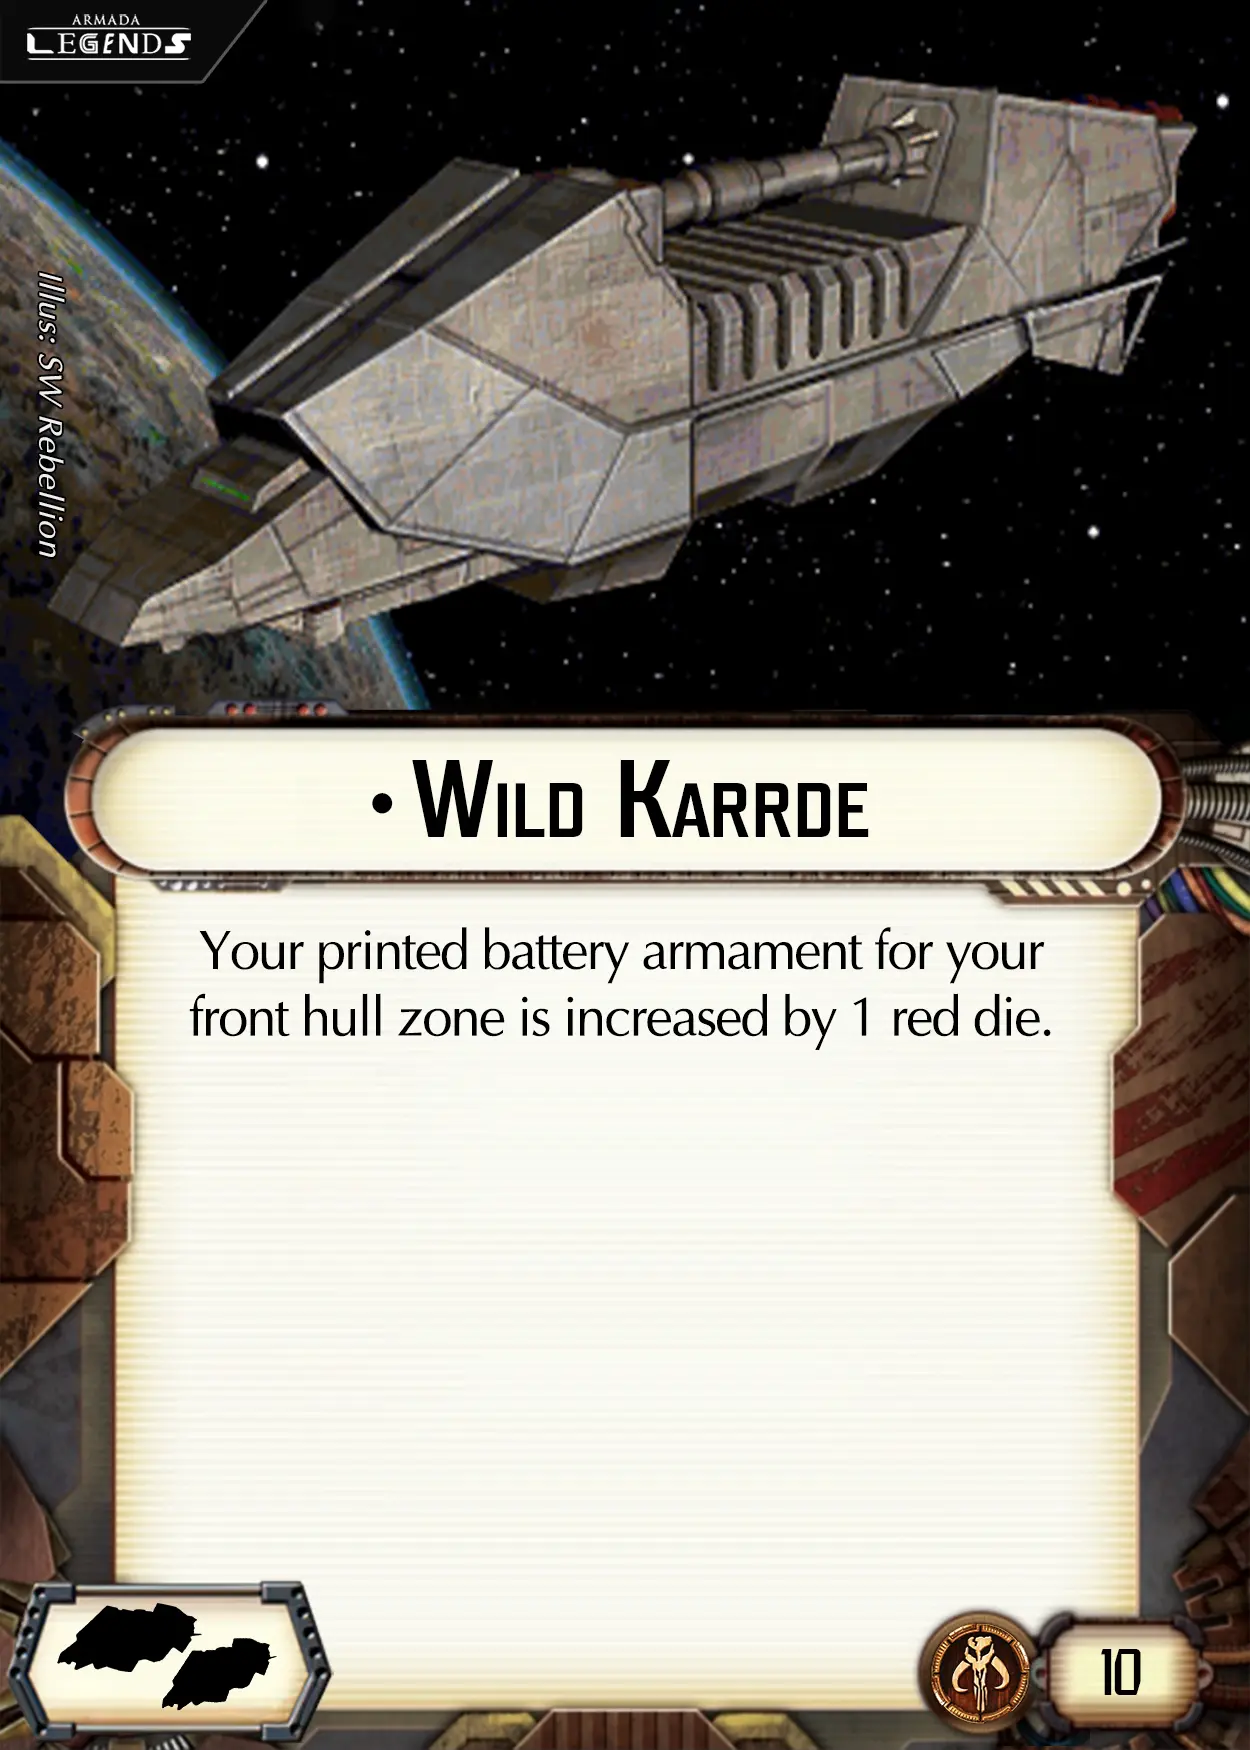 ARMADA
LEGENDS
Illus: SW Rebellion
• Wild Karrde
Your printed battery armament for your
front hull zone is increased by 1 red die.
10